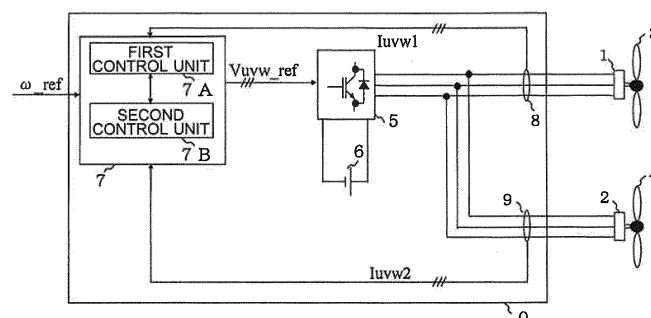 Iuvw1
FIRST
CONTROL UNIT
7A
ω_ref
Vuvw_ref
SECOND
CONTROL UNIT
7B
7
5
6
1
8
9
2
Iuvw2